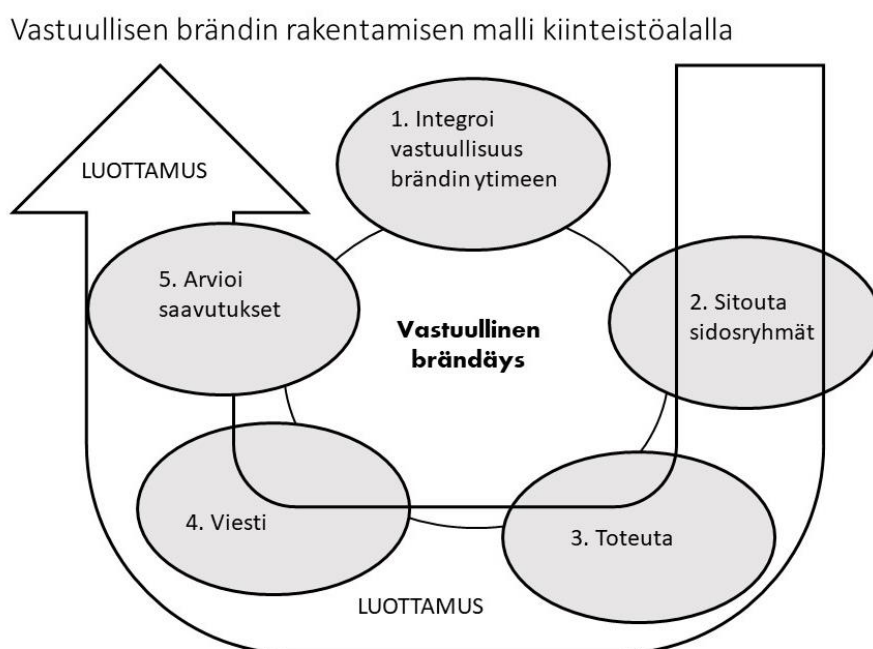 Vastuullisen brändin rakentamisen malli kiinteistöalalla
1. Integroi
vastuullisuus
brändin ytimeen
LUOTTAMUS
5. Arvioi
saavutukset
2. Sitouta
sidosryhmät
Vastuullinen
brändäys
4. Viesti
3. Toteuta
LUOTTAMUS